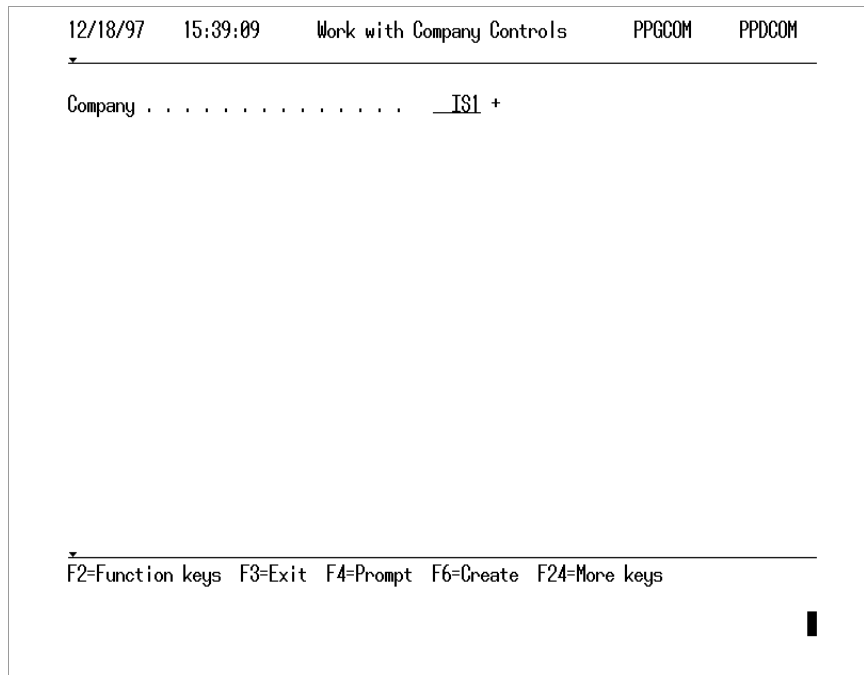 12/18/97 15:39:09 Work with Company Controls PPGCOM PPDCOM
Company . . . . . . . . . . . . . . IS1 +
F2=Function keys F3=Exit F4=Prompt F6=Create F24=More keys